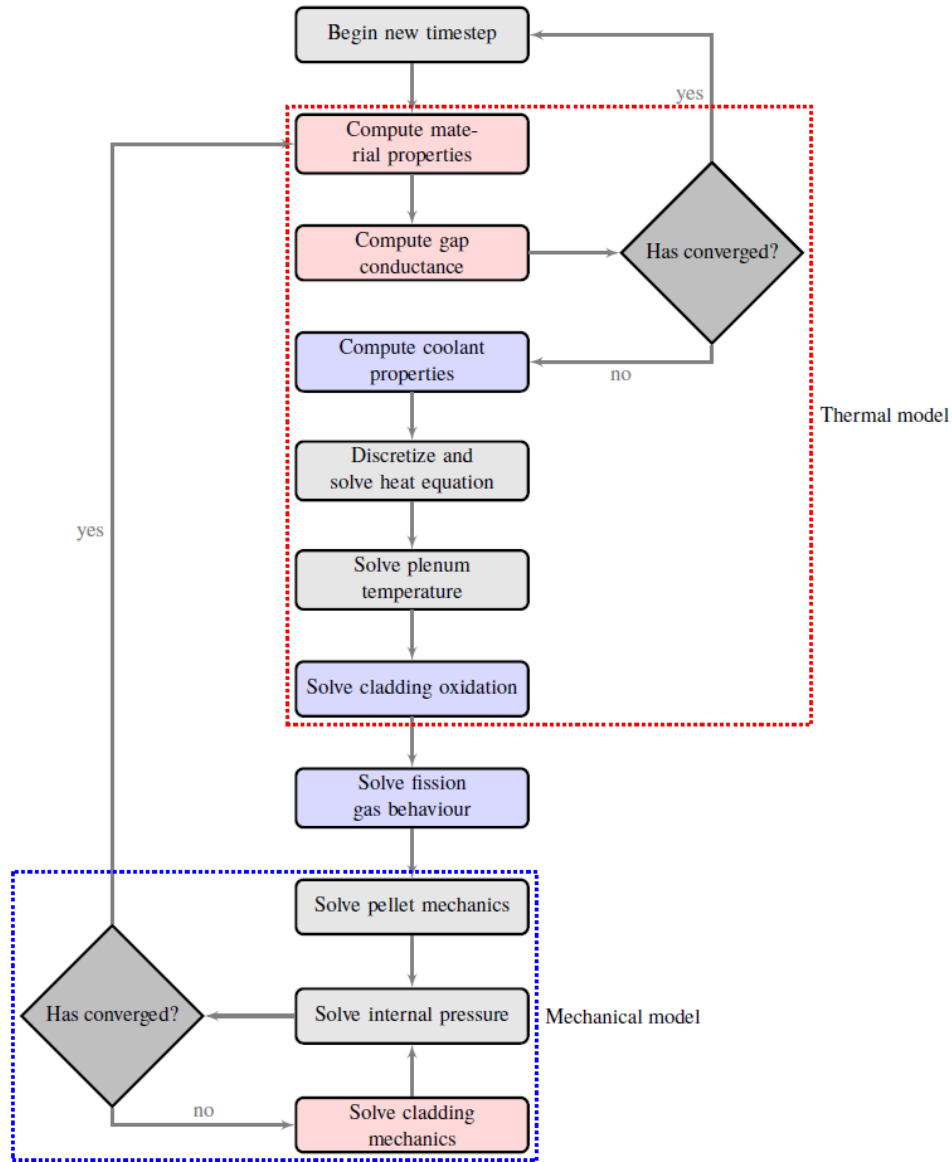 Begin new timestep
yes
Compute mate-
rial properties
Compute gap
conductance
Has converged?
Compute coolant
properties
no
Thermal model
Discretize and
solve heat equation
yes
Solve plenum
temperature
Solve cladding oxidation
Solve fission
gas behaviour
Solve pellet mechanics
Has converged?
Solve internal pressure
Mechanical model
no
Solve cladding
mechanics